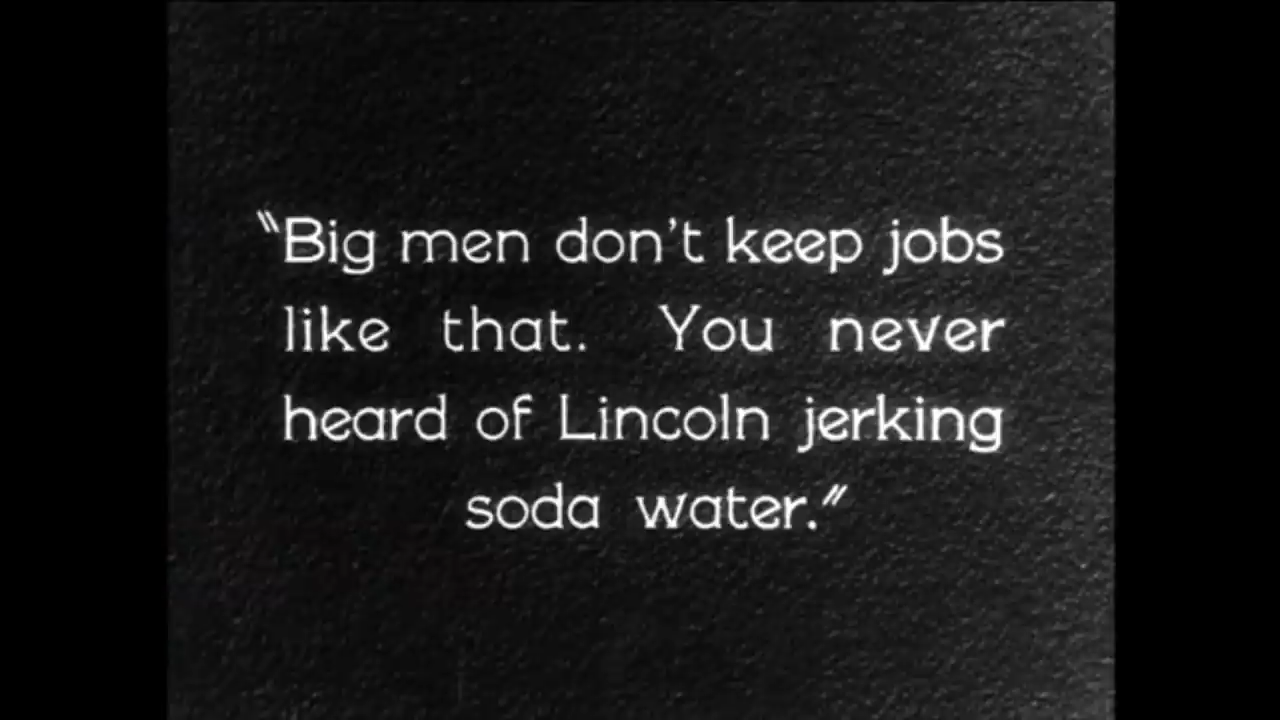 "Big men don't keep jobs
like that. You never
heard of Lincoln jerking
soda water."